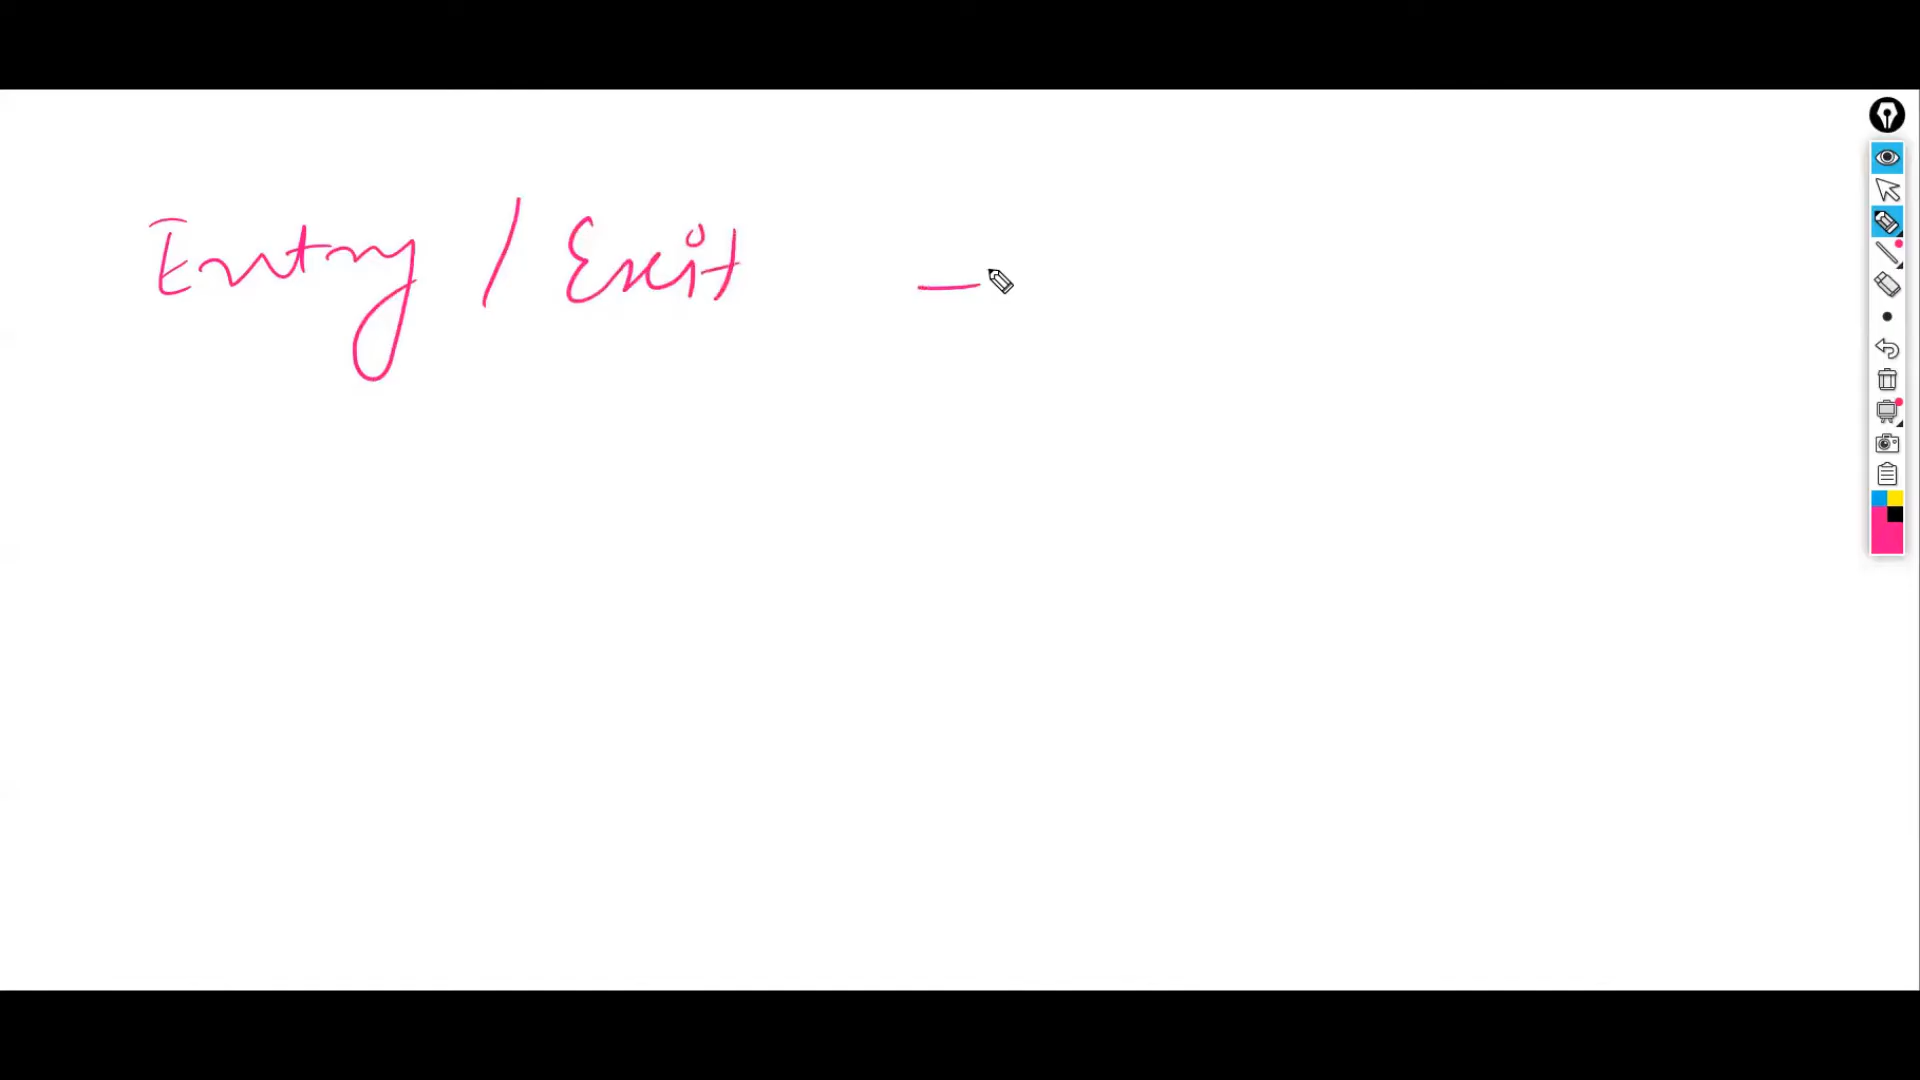 Entry / Exit —